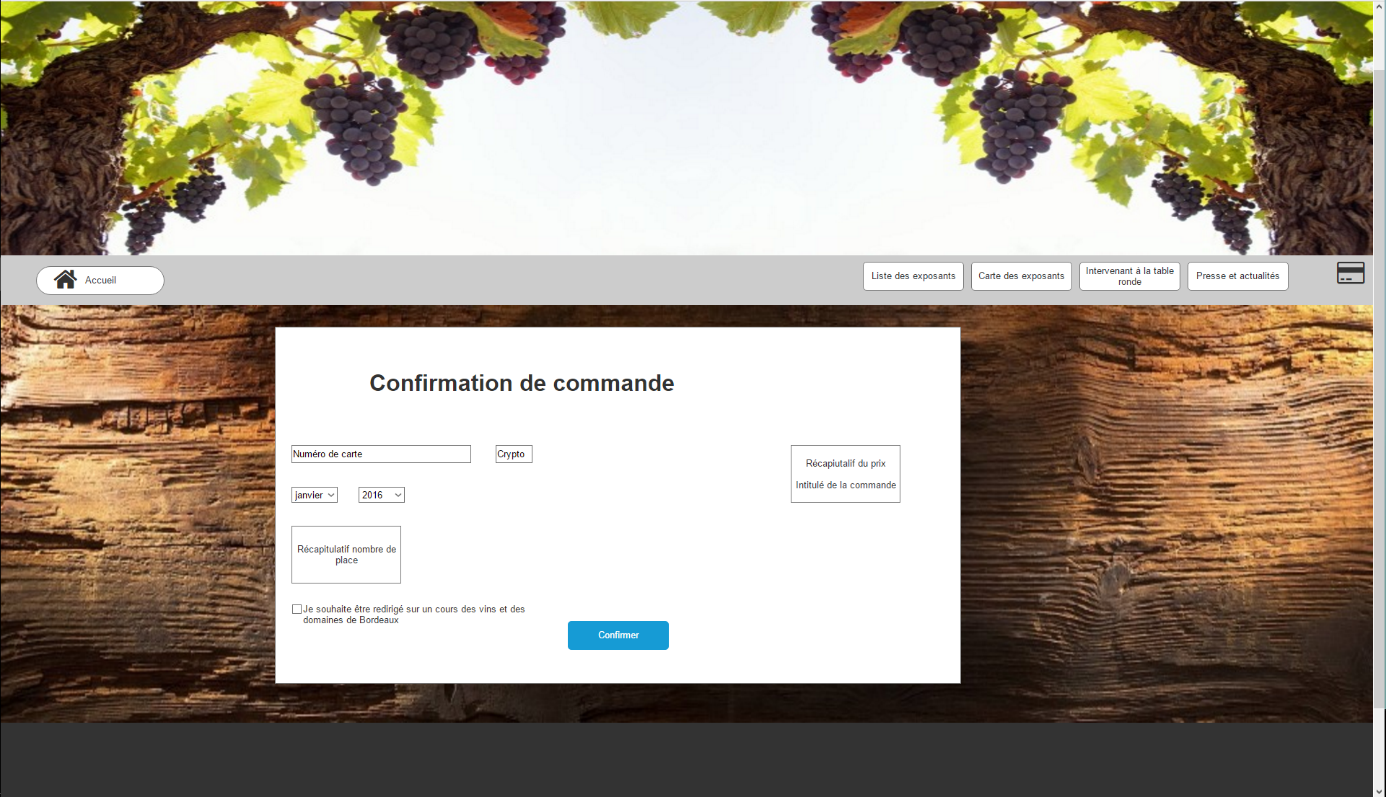 Accueil
Liste des exposants
Carte des exposants
Intervenant à la table
ronde
Presse et actualités
Confirmation de commande
Numéro de carte
Crypto
Récapiutalif du prix
Intitulé de la commande
janvier
2016
Récapitulatif nombre de
place
Je souhaite être redirigé sur un cours des vins et des
domaines de Bordeaux
Confirmer